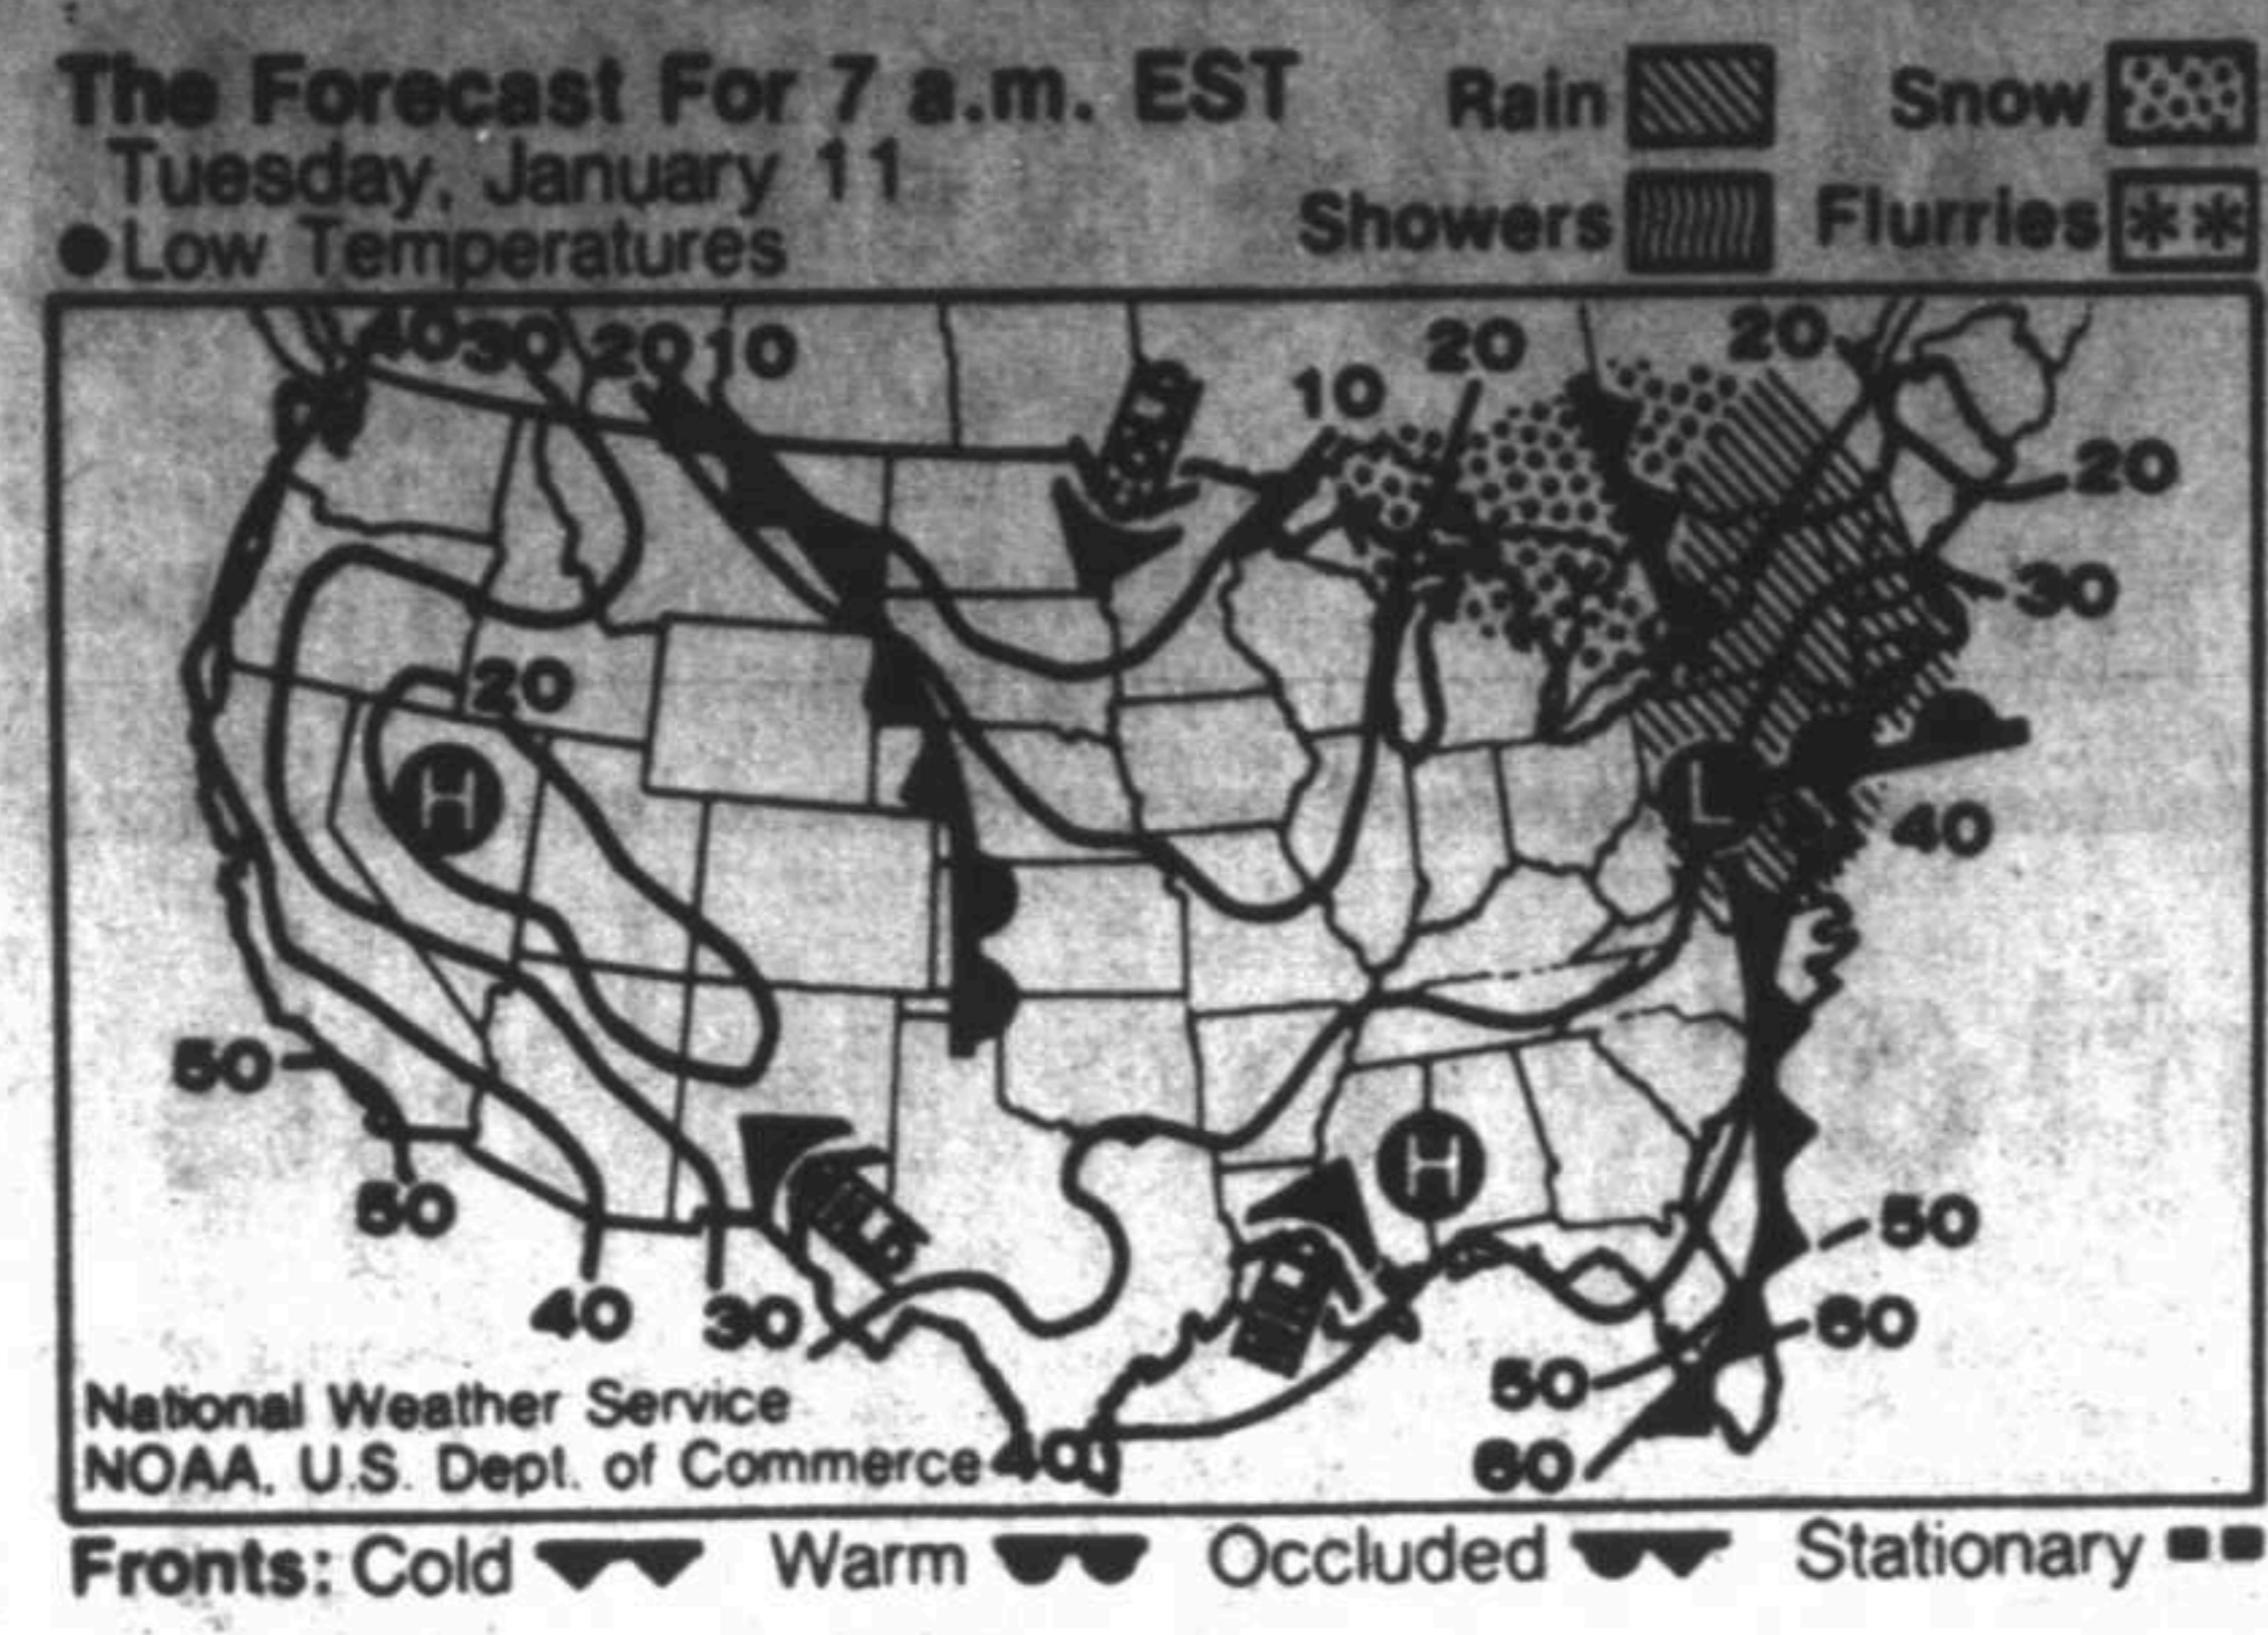 The Forecast For 7 a.m. EST
Tuesday, January 11
● Low Temperatures
Rain
Snow
Showers
Flurries
40 30 20 10
10
20
20
20
30
20
H
L
40
50
50
H
40
30
50
60
50
60
40
National Weather Service
NOAA, U.S. Dept. of Commerce
Fronts: Cold Warm Occluded Stationary